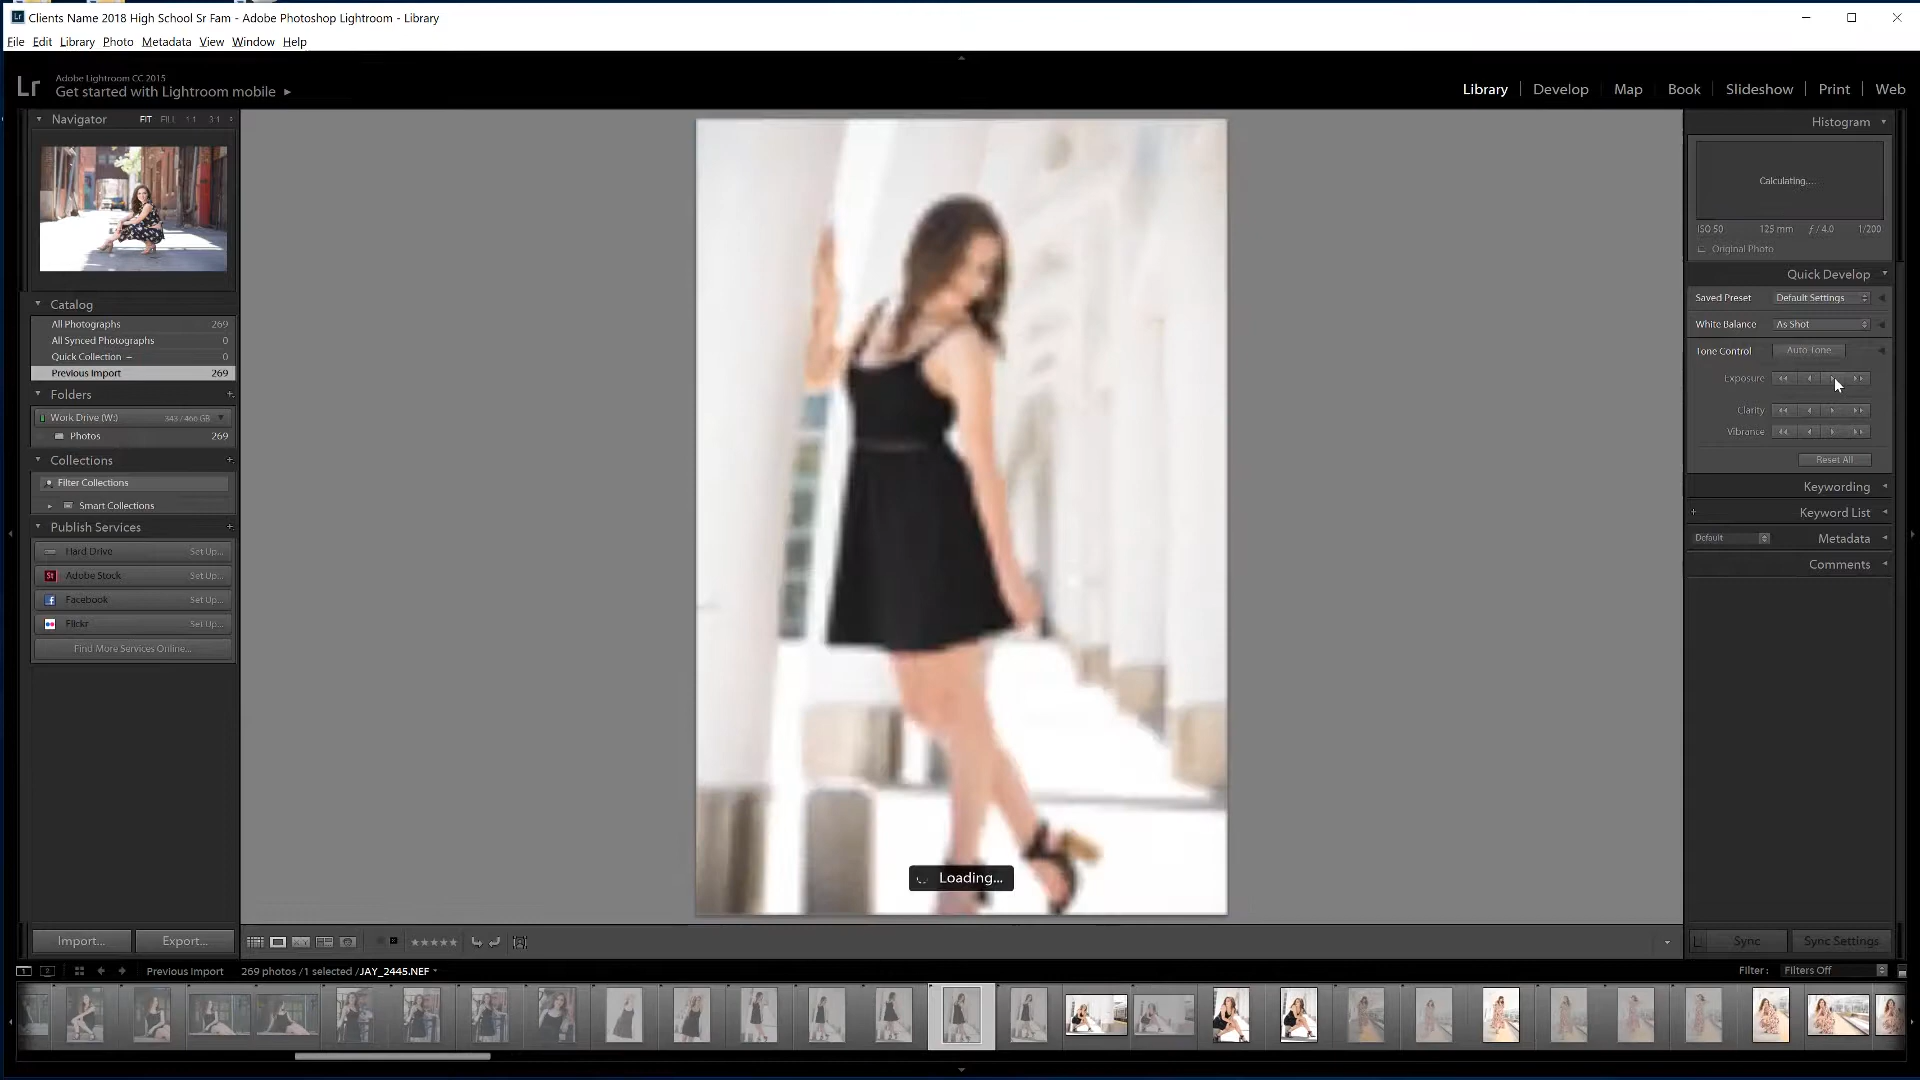 Clients Name 2018 High School Sr Fam - Adobe Photoshop Lightroom - Library
File Edit Library Photo Metadata View Window Help
Lr
Adobe Lightroom CC 2015
Get started with Lightroom mobile
Library Develop Map Book Slideshow Print Web
Navigator FIT FILL 1:1 3:1
Catalog
All Photographs 269
All Synced Photographs 0
Quick Collection 0
Previous Import 269
Folders
Work Drive (W:) 343 / 466 GB
Photos 269
Collections
Filter Collections
Smart Collections
Publish Services
Hard Drive Set Up...
St Adobe Stock Set Up...
Facebook Set Up...
Flickr Set Up...
Find More Services Online...
Import... Export...
Loading...
Histogram
Calculating....
ISO 50 125 mm ƒ / 4.0 1/200
Original Photo
Quick Develop
Saved Preset Default Settings
White Balance As Shot
Tone Control Auto Tone
Exposure
Clarity
Vibrance
Reset All
Keywording
Keyword List
Default Metadata
Comments
Sync Sync Settings
1 2 Previous Import 269 photos /1 selected /JAY_2445.NEF Filter : Filters Off